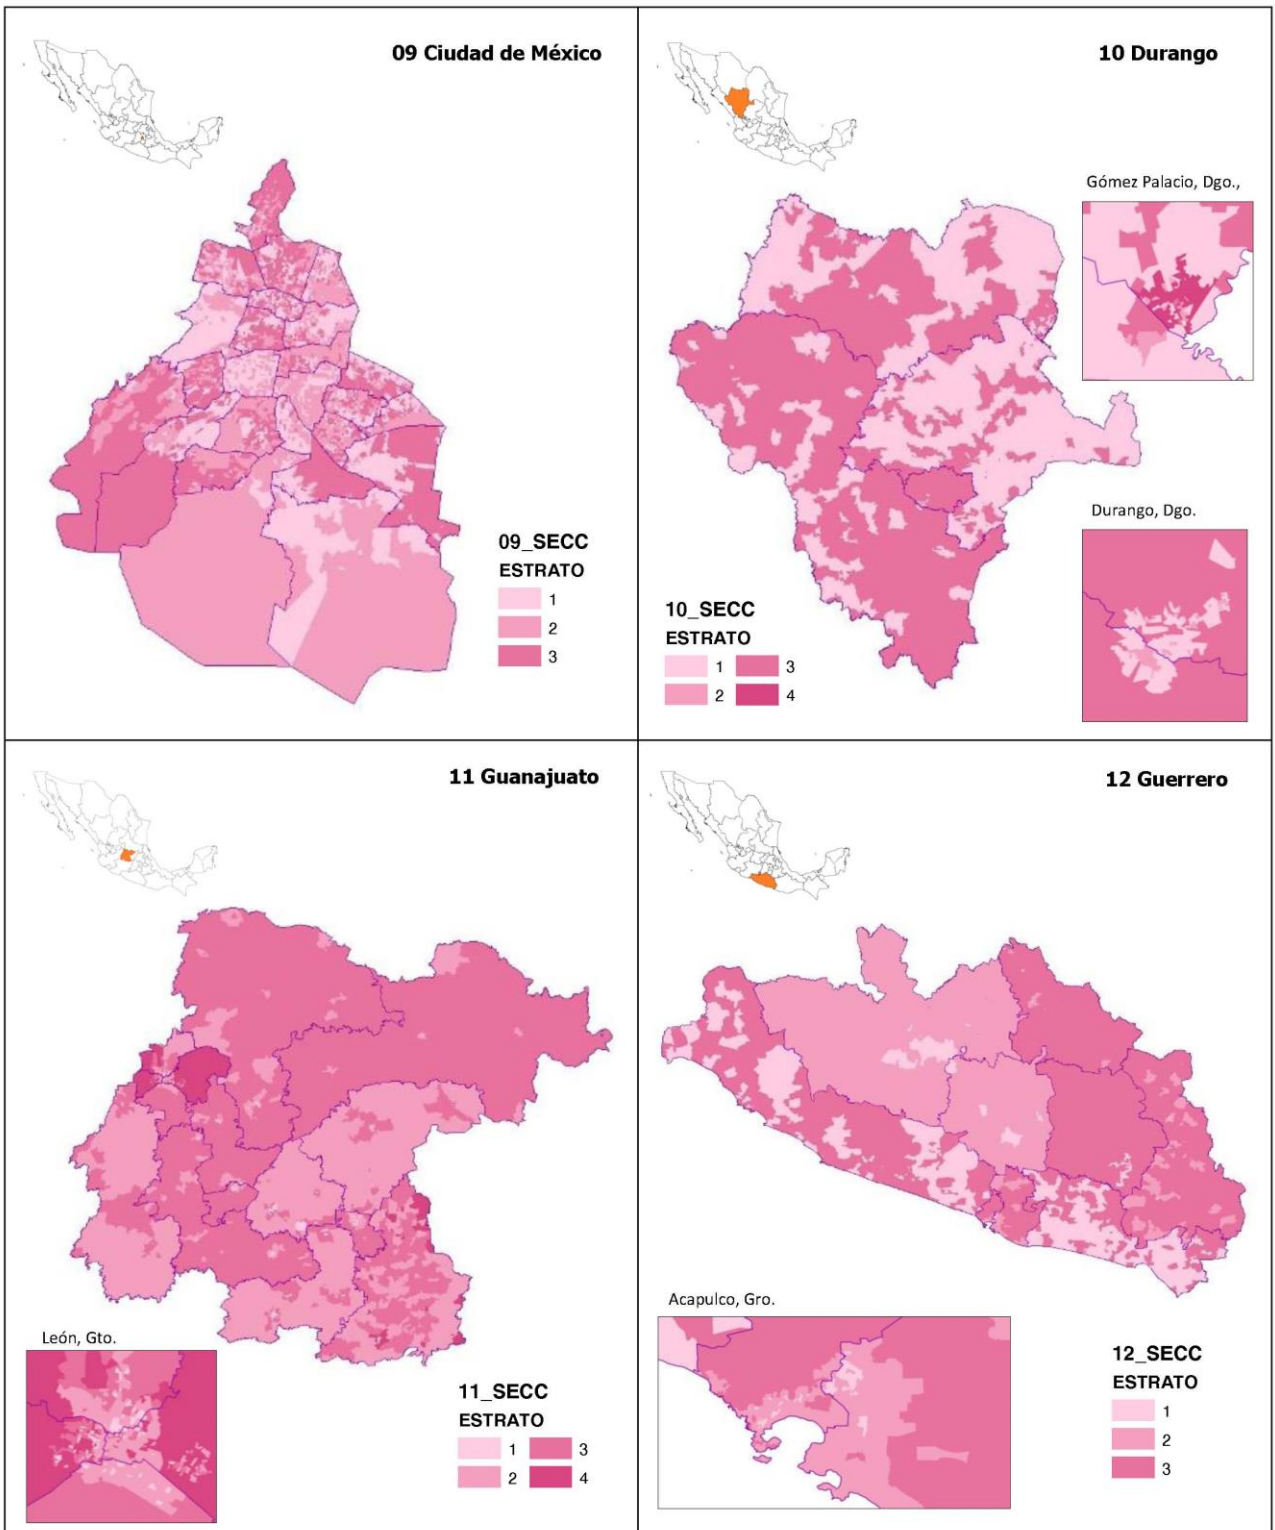 09 Ciudad de México
09_SECC
ESTRATO
1
2
3
10 Durango
Gómez Palacio, Dgo.,
Durango, Dgo.
10_SECC
ESTRATO
1 3
2 4
11 Guanajuato
León, Gto.
11_SECC
ESTRATO
1 3
2 4
12 Guerrero
Acapulco, Gro.
12_SECC
ESTRATO
1
2
3